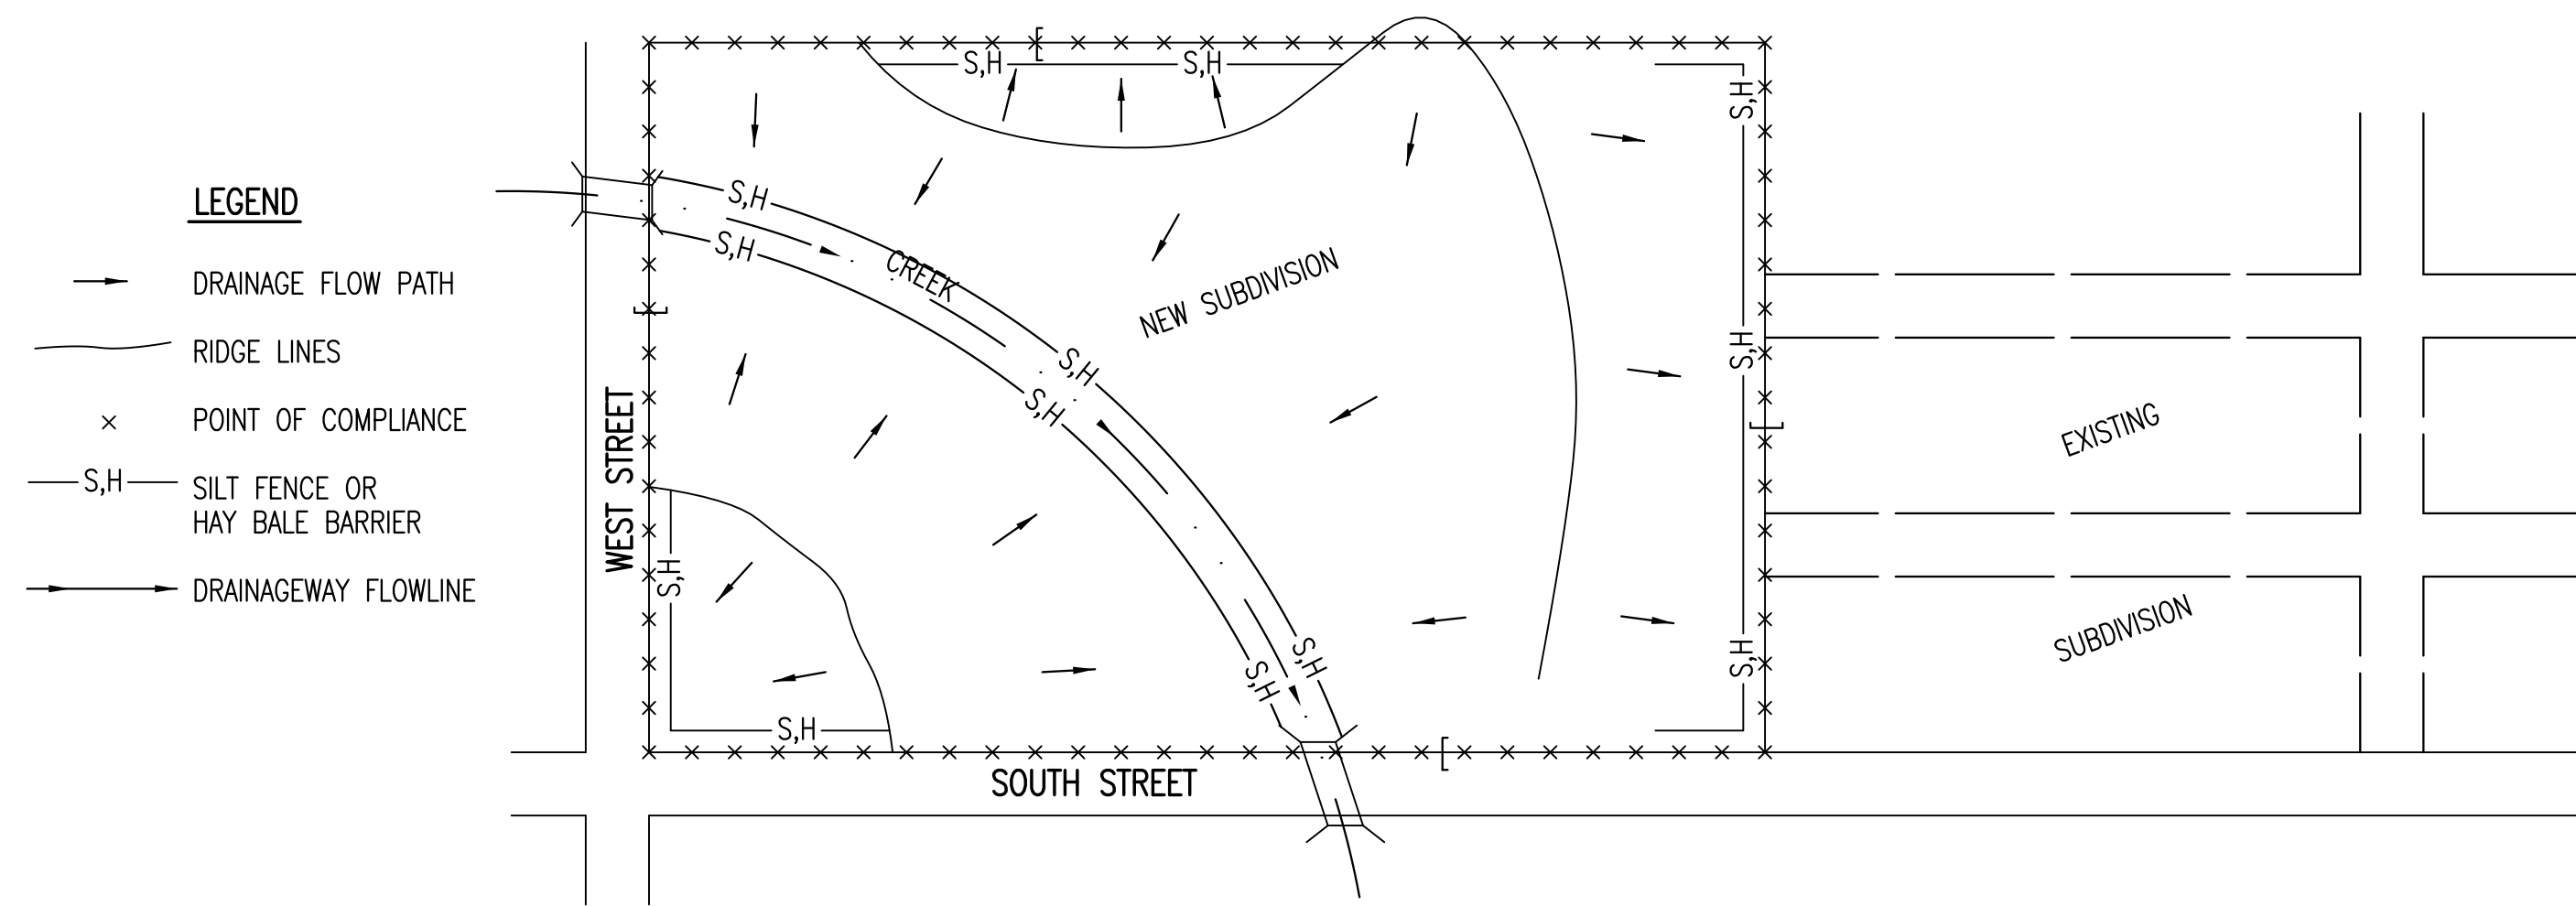 LEGEND
DRAINAGE FLOW PATH
RIDGE LINES
POINT OF COMPLIANCE
S,H
SILT FENCE OR
HAY BALE BARRIER
DRAINAGEWAY FLOWLINE
WEST STREET
S,H
S,H
S,H
S,H
S,H
CREEK
NEW SUBDIVISION
S,H
S,H
S,H
EXISTING
S,H
S,H
S,H
S,H
S,H
SUBDIVISION
S,H
SOUTH STREET